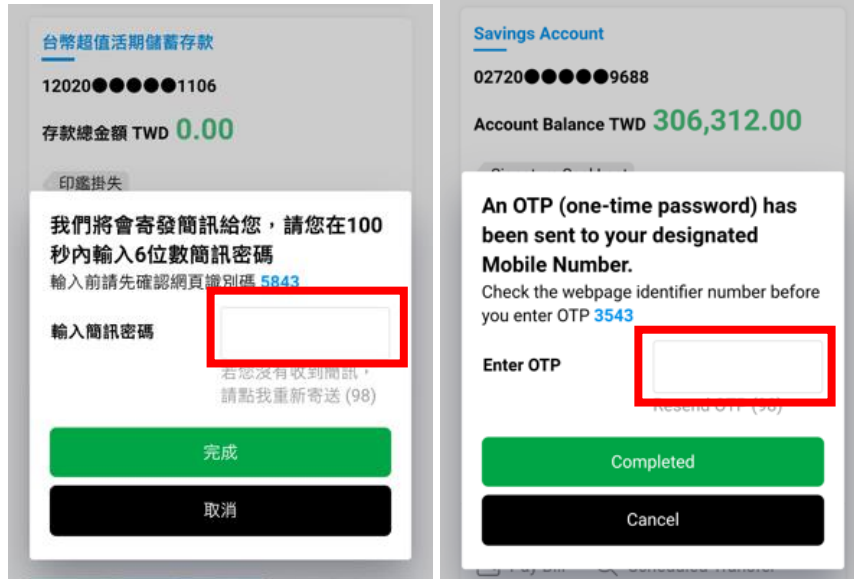 台幣超值活期儲蓄存款
12020●●●●●1106
存款總金額 TWD 0.00
印鑑掛失
我們將會寄發簡訊給您，請您在100
秒內輸入6位數簡訊密碼
輸入前請先確認網頁識別碼 5843
輸入簡訊密碼
若您沒有收到簡訊，
請點我重新寄送 (98)
完成
取消
Savings Account
02720●●●●●9688
Account Balance TWD 306,312.00
An OTP (one-time password) has
been sent to your designated
Mobile Number.
Check the webpage identifier number before
you enter OTP 3543
Enter OTP
Resend OTP (98)
Completed
Cancel
Pay Bill
Scheduled Transfer